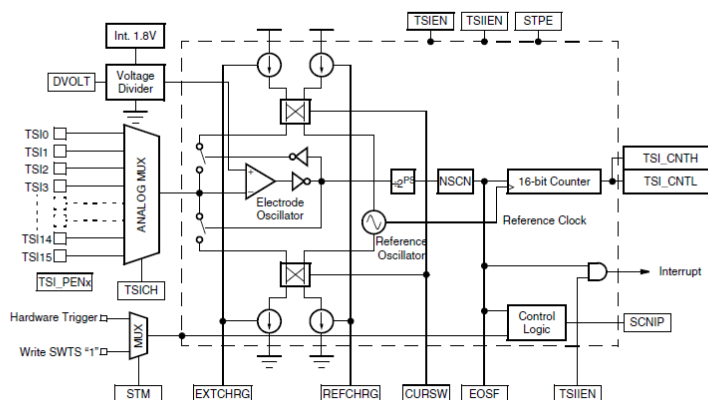 TSIEN
TSIIEN
STPE
Int. 1.8V
Voltage
Divider
DVOLT
TSI0
TSI1
TSI2
TSI3
TSI14
TSI15
TSI_PENx
ANALOG MUX
TSICH
+
−
Electrode
Oscillator
÷2PS
NSCN
16-bit Counter
TSI_CNTH
TSI_CNTL
Reference Clock
Reference
Oscillator
Interrupt
Hardware Trigger
Write SWTS “1”
MUX
Control
Logic
SCNIP
STM
EXTCHRG
REFCHRG
CURSW
EOSF
TSIIEN